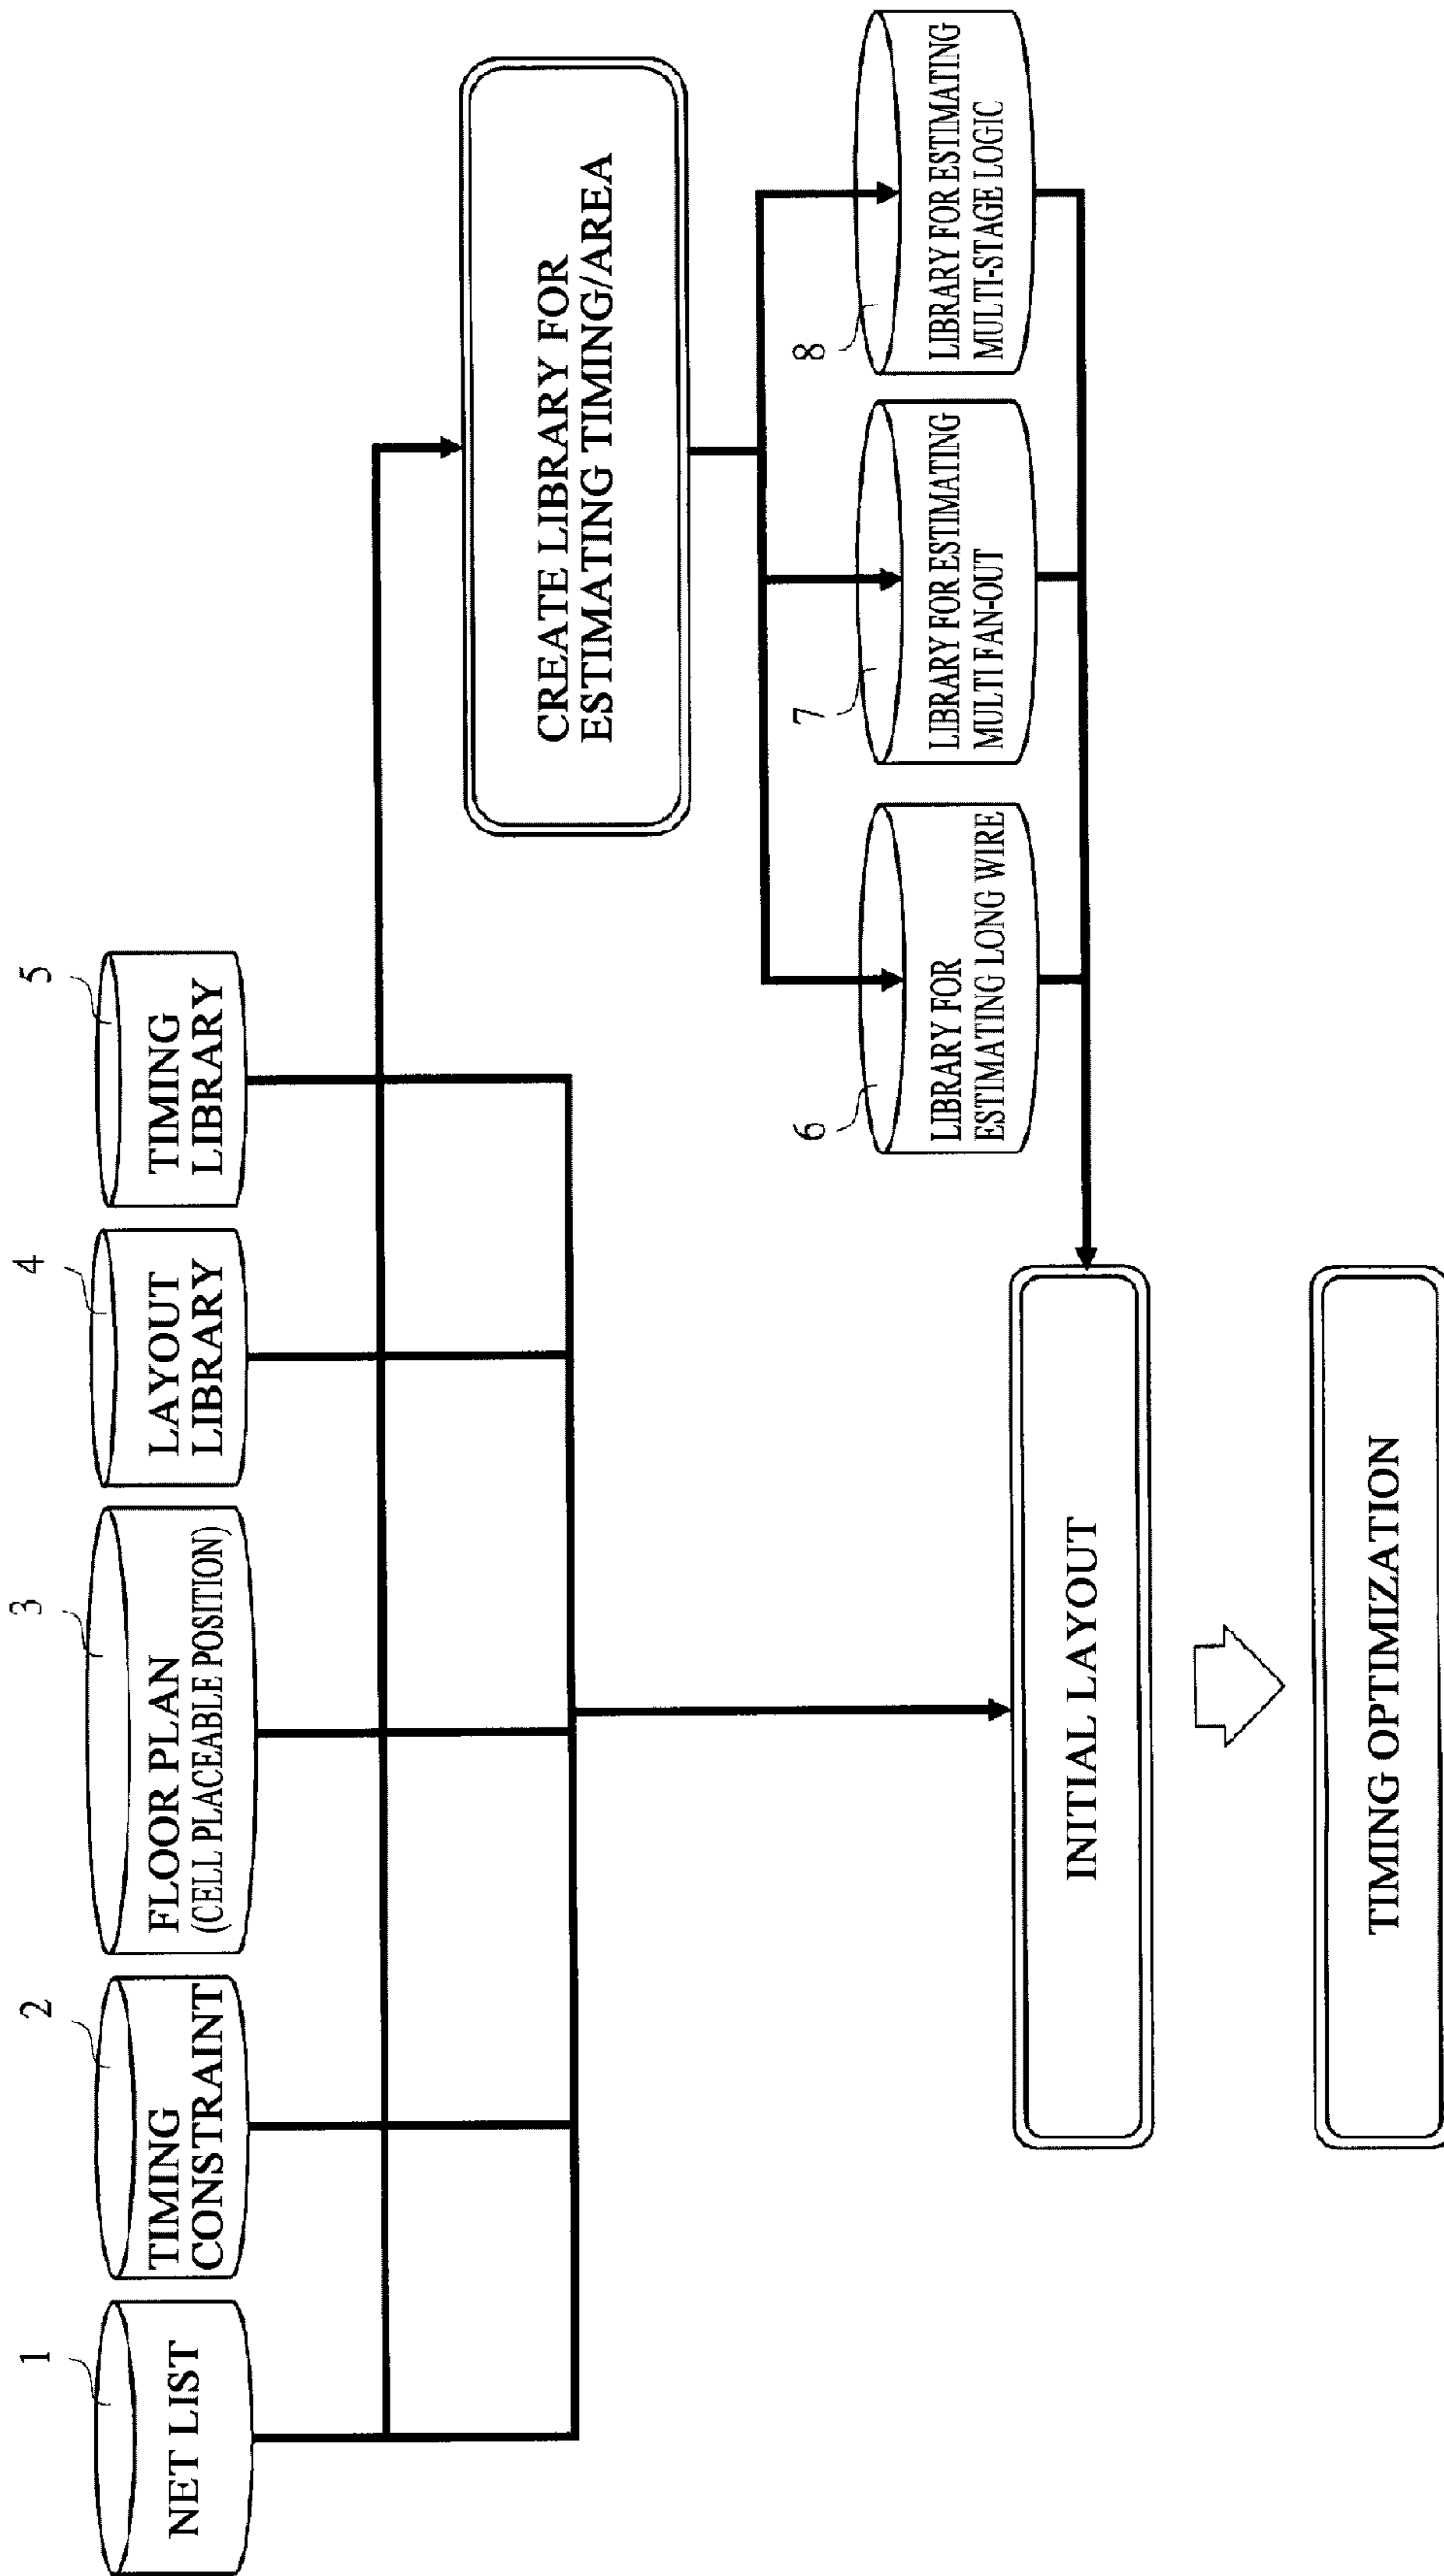 1
NET LIST
2
TIMING
CONSTRAINT
3
FLOOR PLAN
(CELL PLACEABLE POSITION)
4
LAYOUT
LIBRARY
5
TIMING
LIBRARY
CREATE LIBRARY FOR
ESTIMATING TIMING/AREA
6
LIBRARY FOR
ESTIMATING LONG WIRE
7
LIBRARY FOR ESTIMATING
MULTI FAN-OUT
8
LIBRARY FOR ESTIMATING
MULTI-STAGE LOGIC
INITIAL LAYOUT
TIMING OPTIMIZATION